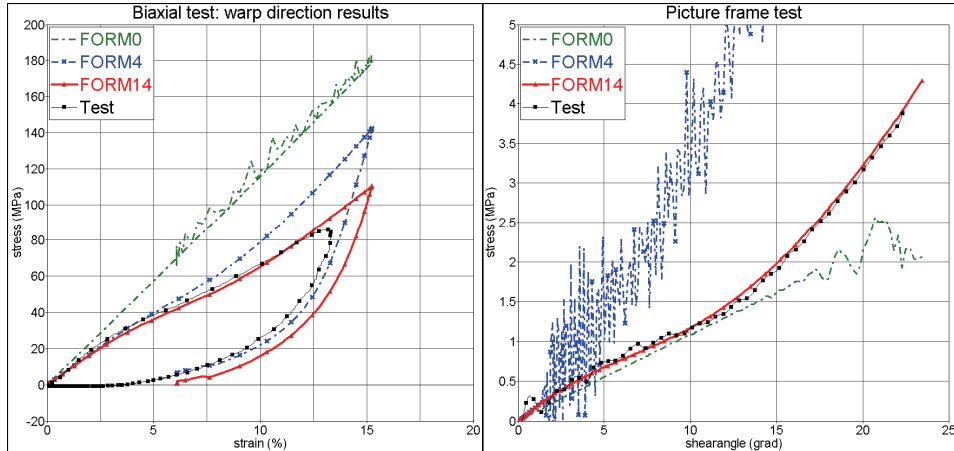 Biaxial test: warp direction results
FORM0
FORM4
FORM14
Test
stress (MPa)
200
180
160
140
120
100
80
60
40
20
0
-20
0
5
10
15
20
strain (%)
Picture frame test
FORM0
FORM4
FORM14
Test
stress (MPa)
5
4.5
4
3.5
3
2.5
2
1.5
1
0.5
0
0
5
10
15
20
25
shearangle (grad)